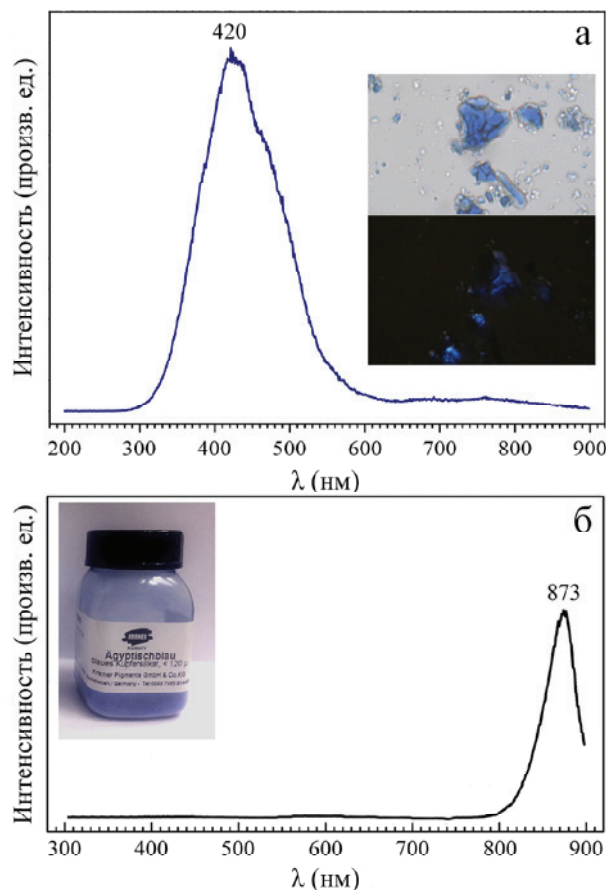 420
а
Интенсивность (произв. ед.)
200 300 400 500 600 700 800 900
λ (нм)
б
873
Интенсивность (произв. ед.)
Ägyptischblau
Blaues Kupfersilikat, < 120 µ
Kremer Pigmente GmbH & Co.KG
300 400 500 600 700 800 900
λ (нм)